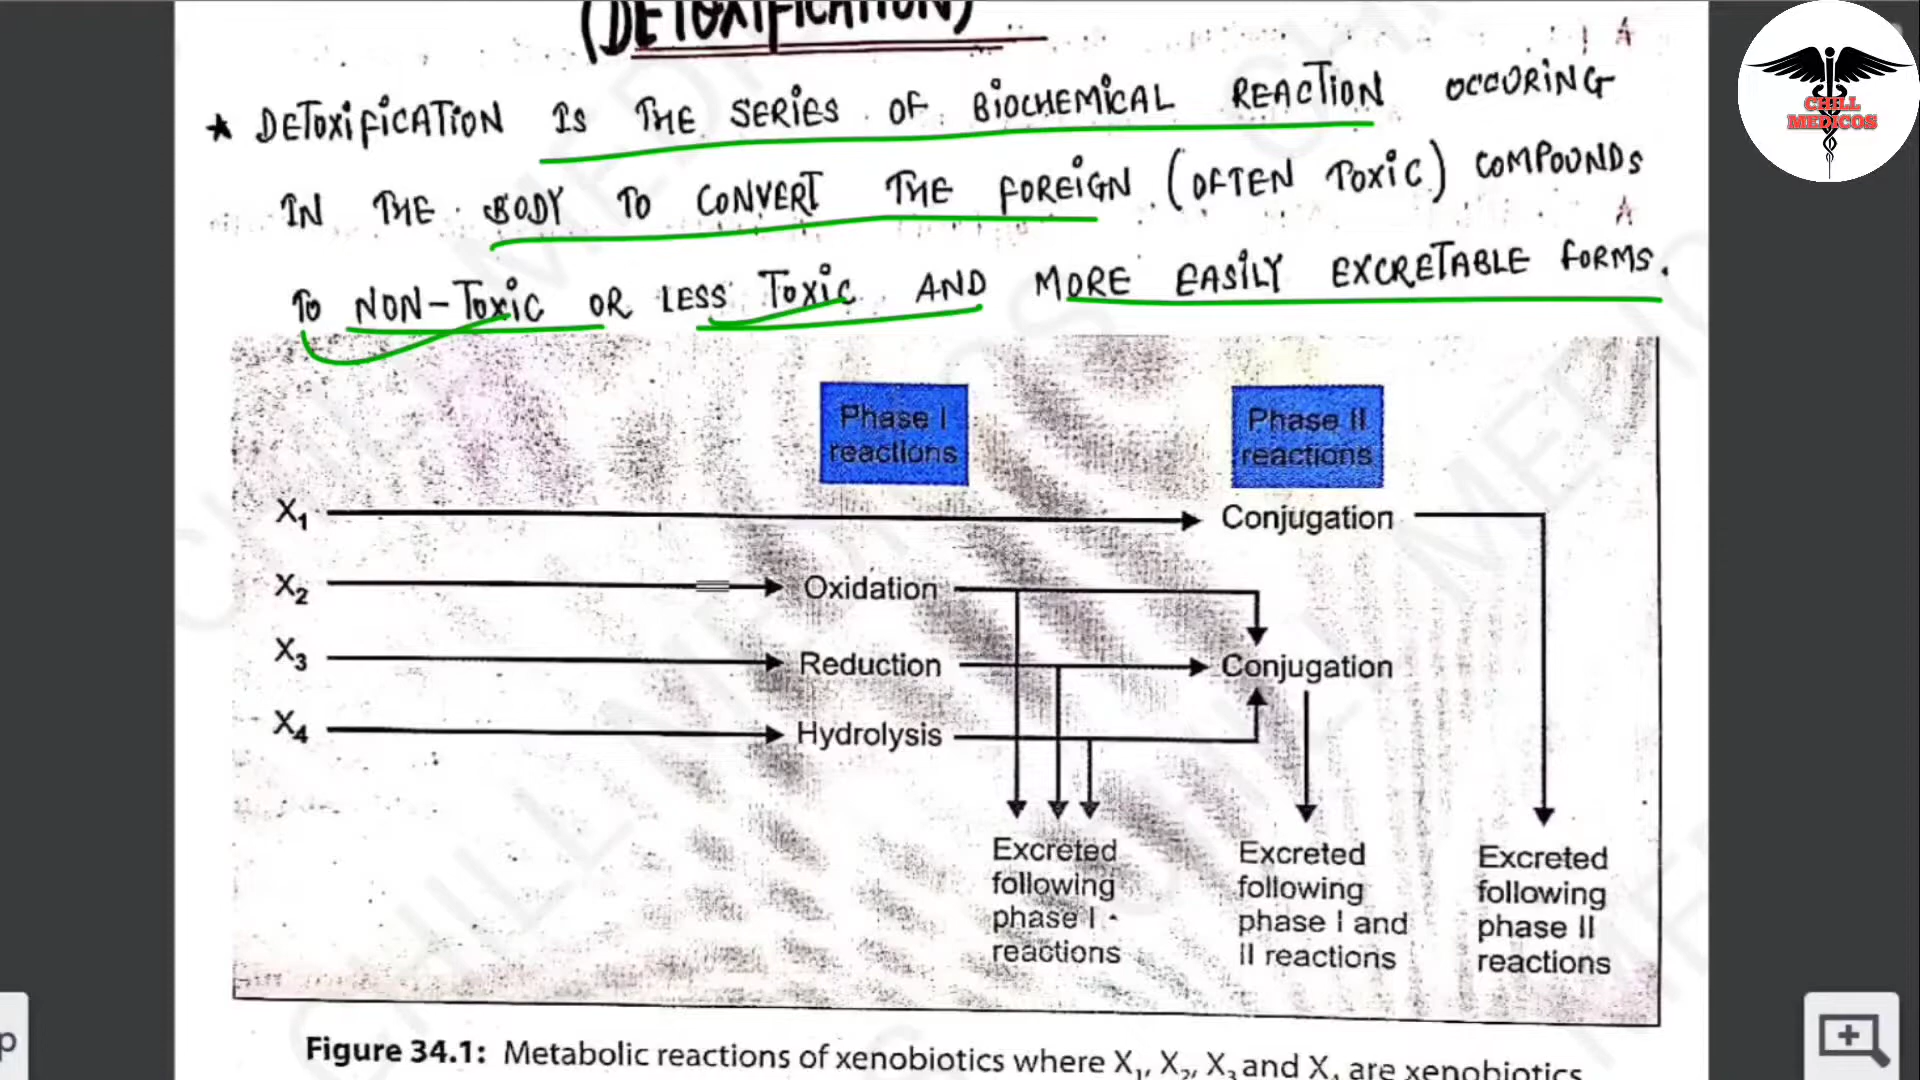 (DETOXIFICATION)
★ DETOXIFICATION IS THE SERIES OF BIOCHEMICAL REACTION OCCURING
IN THE BODY TO CONVERT THE FOREIGN (OFTEN TOXIC) COMPOUNDS
TO NON-TOXIC OR LESS TOXIC AND MORE EASILY EXCRETABLE FORMS.
CHILL
MEDICOS
Phase I
reactions
Phase II
reactions
X₁
Conjugation
X₂
Oxidation
X₃
Reduction
Conjugation
X₄
Hydrolysis
Excreted
following
phase I
reactions
Excreted
following
phase I and
II reactions
Excreted
following
phase II
reactions
Figure 34.1: Metabolic reactions of xenobiotics where X₁, X₂, X₃ and X₄ are xenobiotics
p